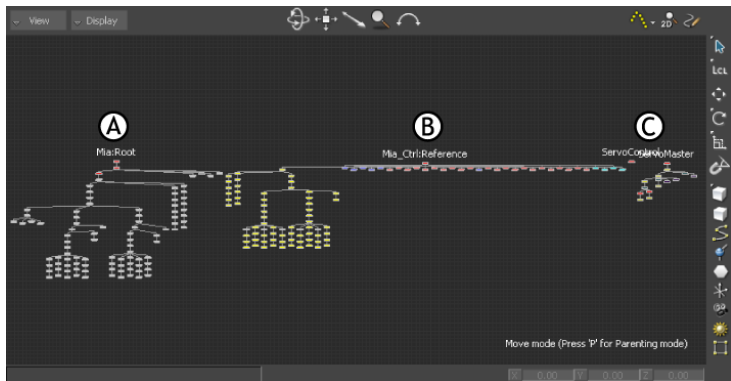 View
Display
2D
LCL
A
B
C
Mia:Root
Mia_Ctrl:Reference
ServoControl
ServoMaster
Move mode (Press 'P' for Parenting mode)
X 0.00 Y 0.00 Z 0.00